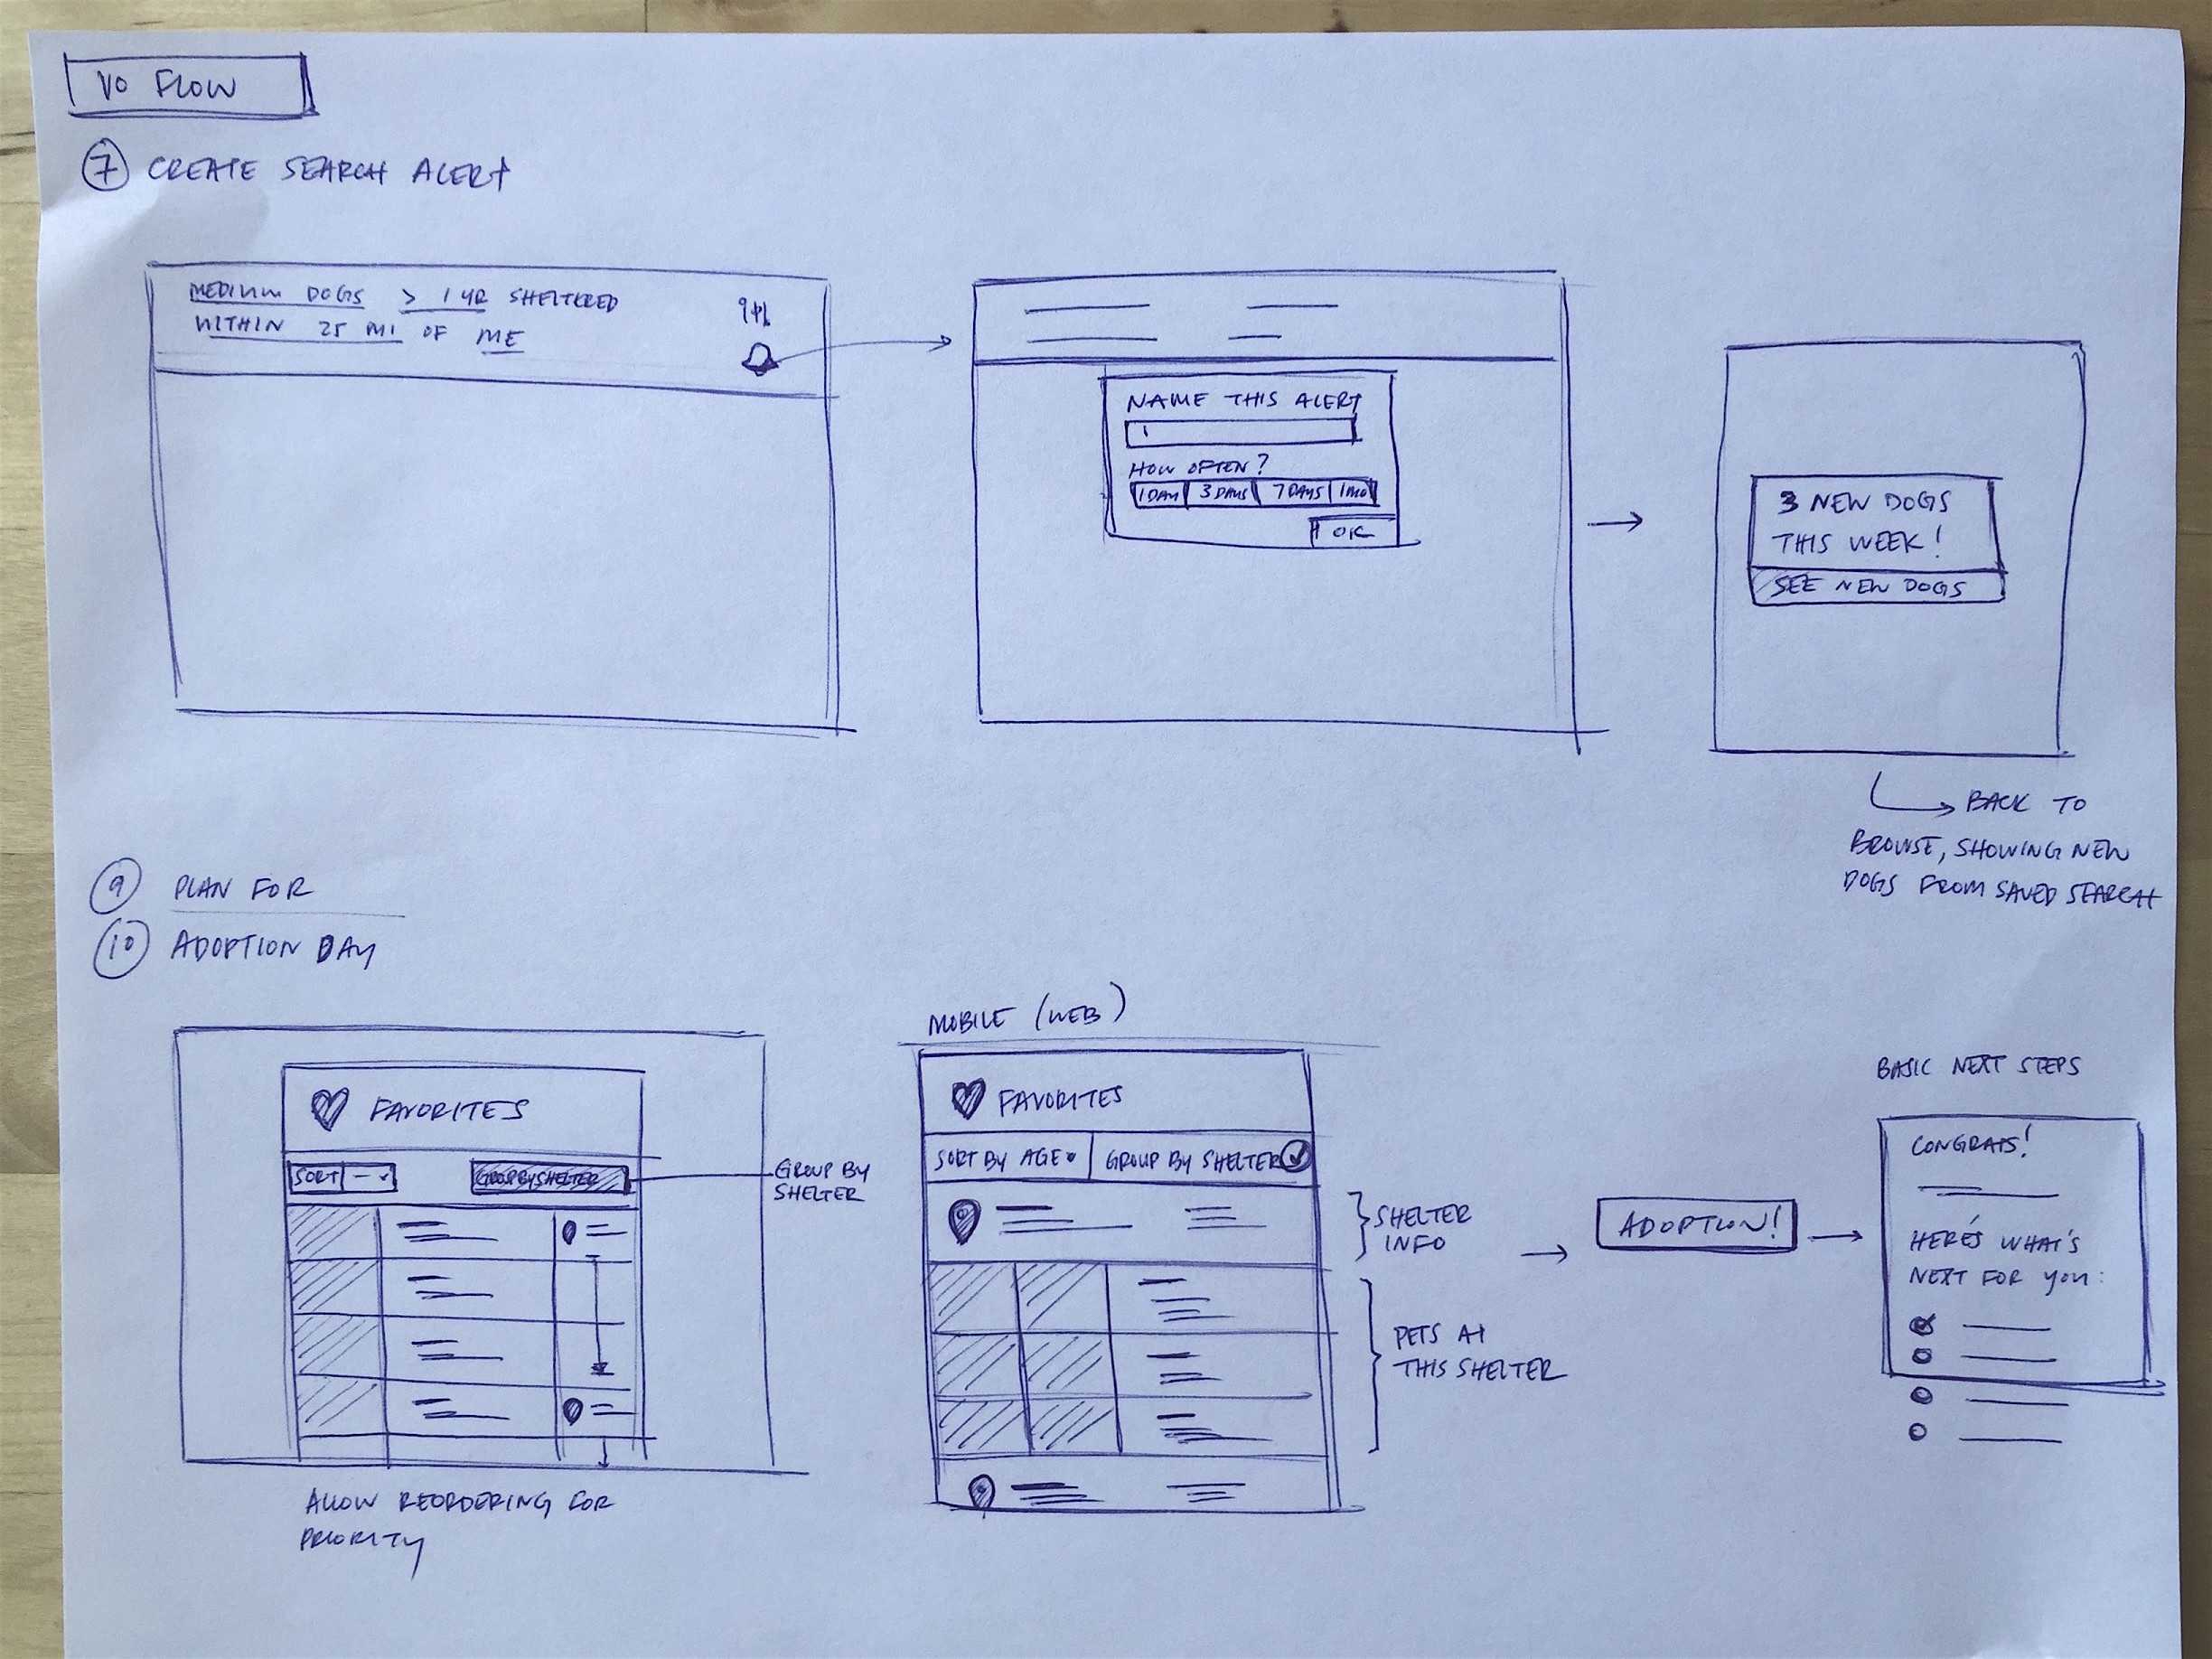 V0 FLOW
7 CREATE SEARCH ALERT
MEDIUM DOGS > 1 YR SHELTERED
WITHIN 25 MI OF ME
NAME THIS ALERT
HOW OFTEN?
1 DAY 3 DAYS 7 DAYS 1 MO
OK
3 NEW DOGS
THIS WEEK!
SEE NEW DOGS
BACK TO
BROWSE, SHOWING NEW
DOGS FROM SAVED SEARCH
9 PLAN FOR
10 ADOPTION DAY
FAVORITES
SORT
GROUP BY SHELTER
GROUP BY
SHELTER
ALLOW REORDERING FOR
PRIORITY
MOBILE (WEB)
FAVORITES
SORT BY AGE GROUP BY SHELTER
SHELTER
INFO
PETS AT
THIS SHELTER
ADOPTION!
BASIC NEXT STEPS
CONGRATS!
HERE'S WHAT'S
NEXT FOR YOU: